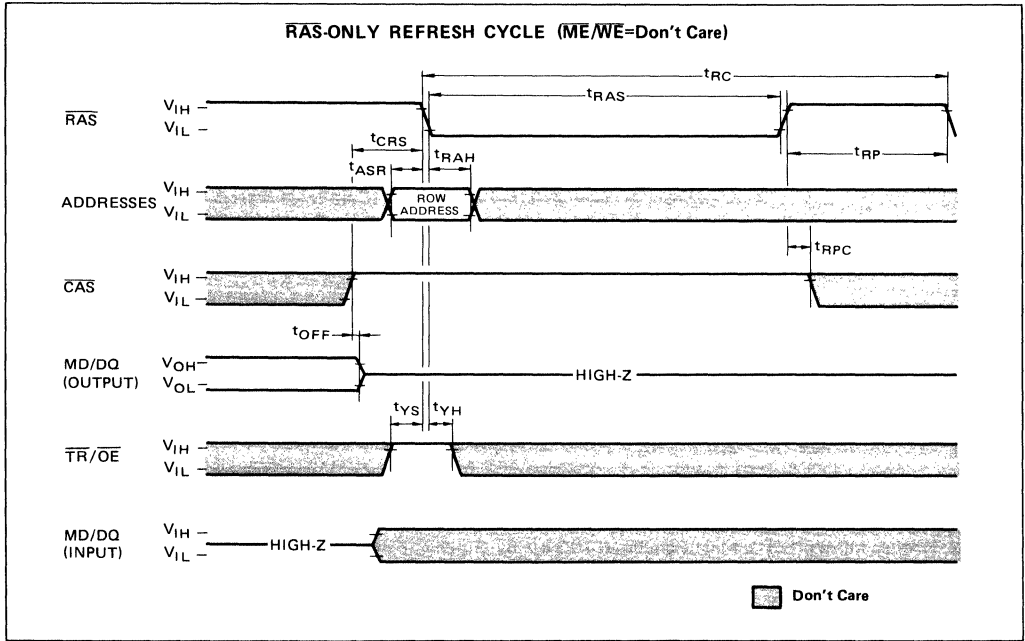 RAS-ONLY REFRESH CYCLE (ME/WE=Don't Care)
tRC
tRAS
RAS
VIH
VIL
tCRS
tRP
tASR
tRAH
ADDRESSES
VIH
VIL
ROW
ADDRESS
tRPC
CAS
VIH
VIL
tOFF
MD/DQ
(OUTPUT)
VOH
VOL
HIGH-Z
tYS
tYH
TR/OE
VIH
VIL
MD/DQ
(INPUT)
VIH
VIL
HIGH-Z
Don't Care